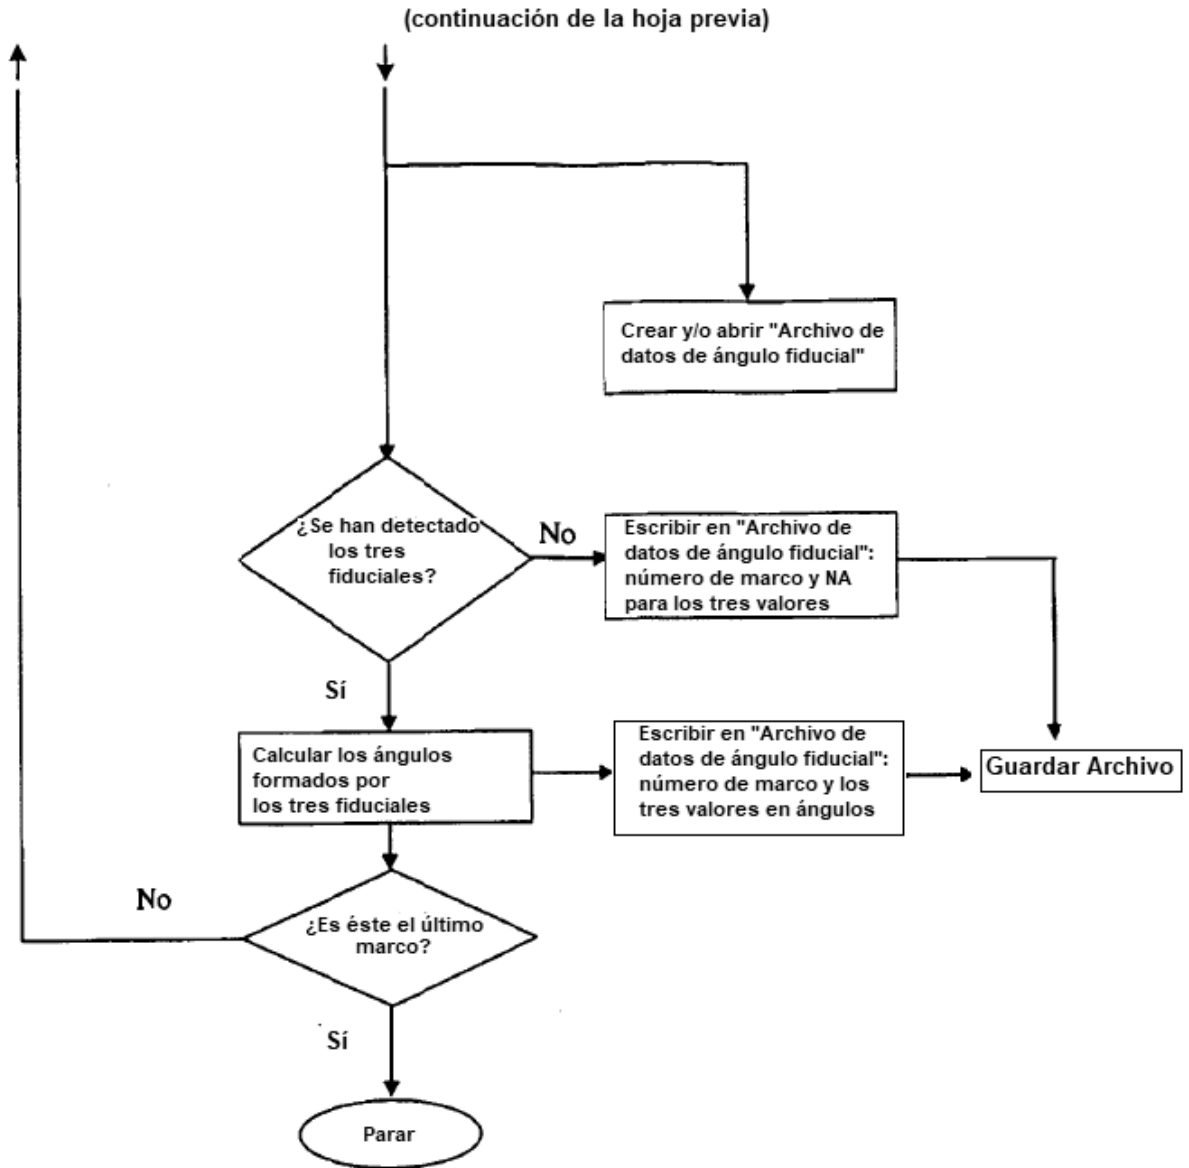 (continuación de la hoja previa)
Crear y/o abrir "Archivo de
datos de ángulo fiducial"
¿Se han detectado
los tres
fiduciales?
No
Escribir en "Archivo de
datos de ángulo fiducial":
número de marco y NA
para los tres valores
Sí
Calcular los ángulos
formados por
los tres fiduciales
Escribir en "Archivo de
datos de ángulo fiducial":
número de marco y los
tres valores en ángulos
Guardar Archivo
No
¿Es éste el último
marco?
Sí
Parar